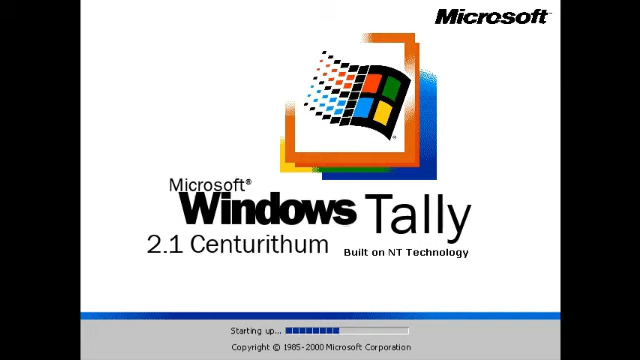 Microsoft
Microsoft®
Windows Tally
2.1 Centurithum
Built on NT Technology
Starting up...
Copyright © 1985-2000 Microsoft Corporation